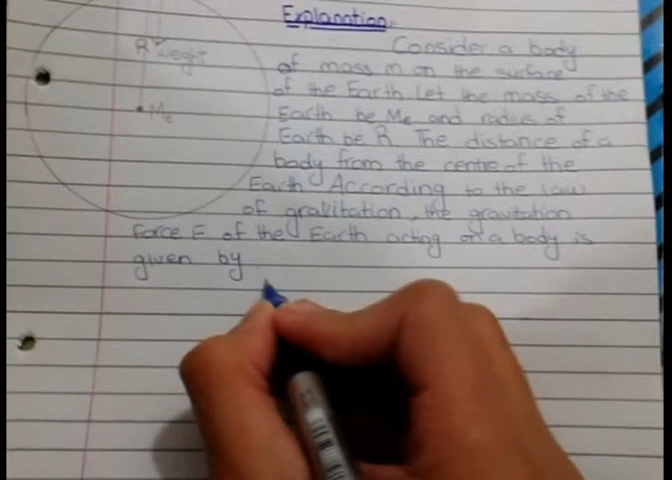 Explanation.
Consider a body
R weight
of mass m on the surface
of the Earth Let the mass of the
Me
Earth be Me and radius of
Earth be R The distance of a
body from the centre of the
Earth According to the law
of gravitation, the gravitation
Force F of the Earth acting on a body is
given by